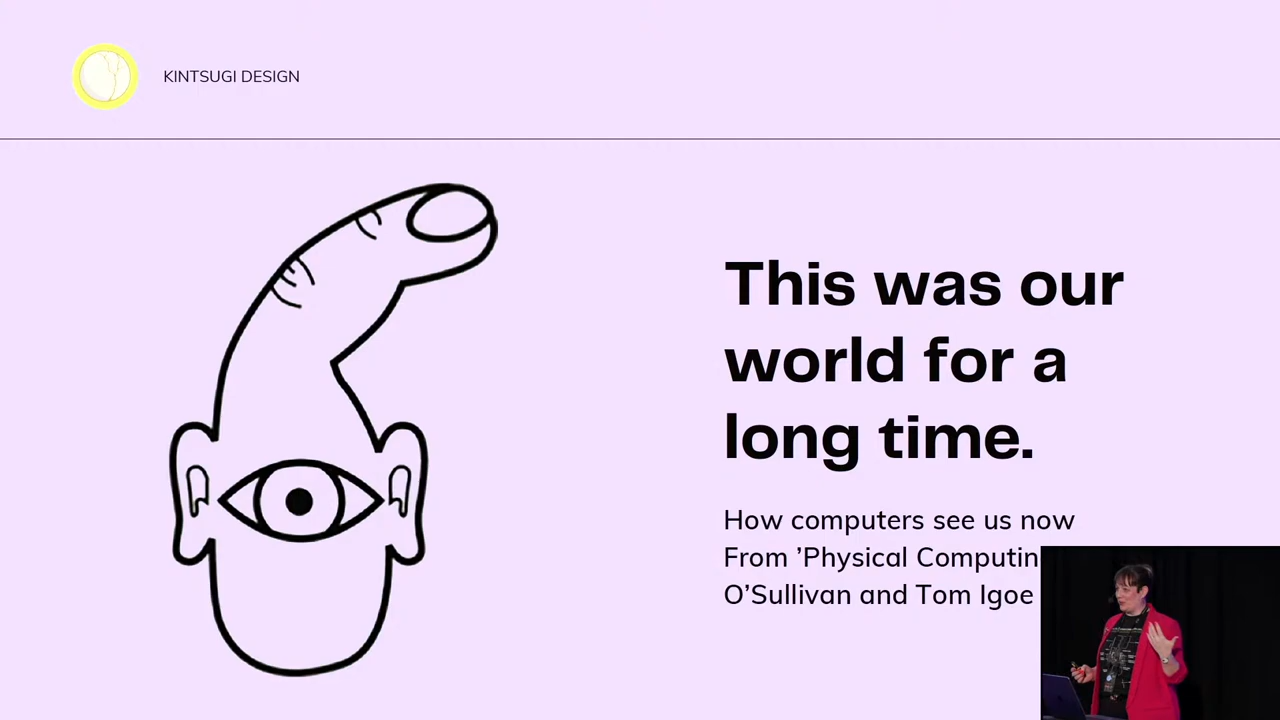 KINTSUGI DESIGN
This was our
world for a
long time.
How computers see us now
From ’Physical Computin
O’Sullivan and Tom Igoe